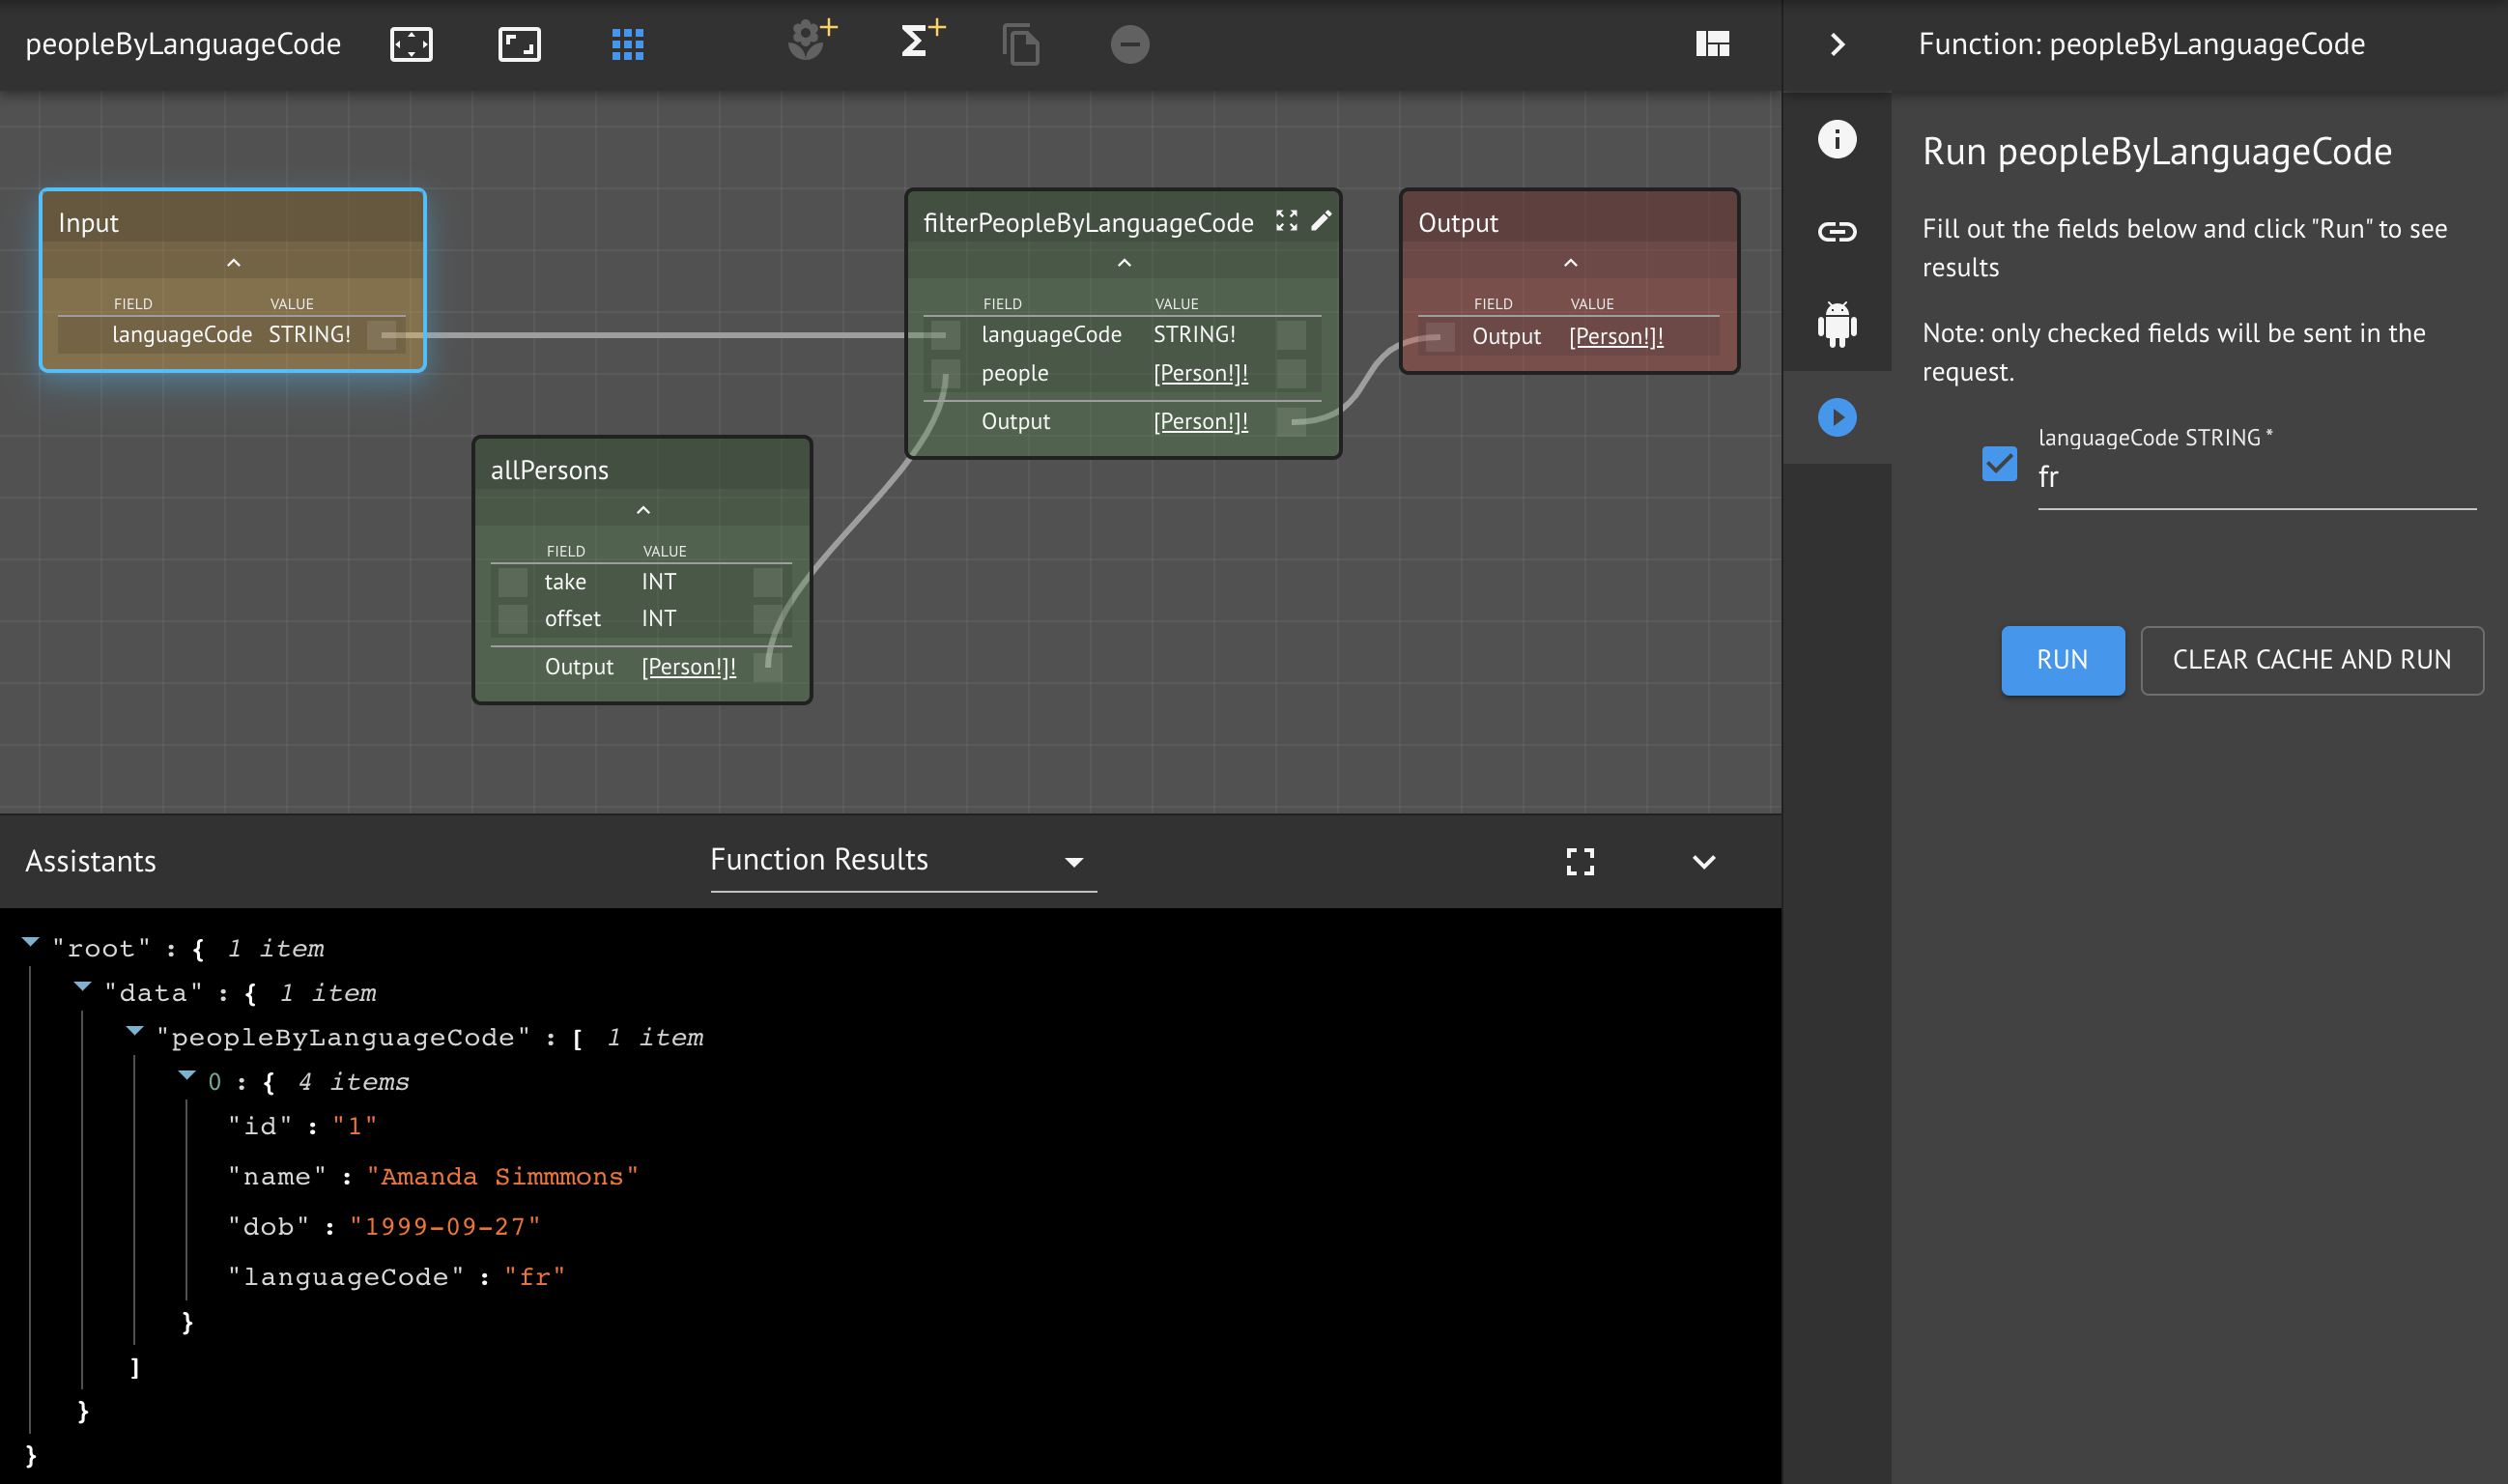 peopleByLanguageCode
Function: peopleByLanguageCode
Input
FIELD VALUE
languageCode STRING!
allPersons
FIELD VALUE
take INT
offset INT
Output [Person!]!
filterPeopleByLanguageCode
FIELD VALUE
languageCode STRING!
people [Person!]!
Output [Person!]!
Output
FIELD VALUE
Output [Person!]!
Run peopleByLanguageCode
Fill out the fields below and click "Run" to see
results
Note: only checked fields will be sent in the
request.
languageCode STRING *
fr
RUN
CLEAR CACHE AND RUN
Assistants
Function Results
"root" : { 1 item
"data" : { 1 item
"peopleByLanguageCode" : [ 1 item
0 : { 4 items
"id" : "1"
"name" : "Amanda Simmmons"
"dob" : "1999-09-27"
"languageCode" : "fr"
}
]
}
}